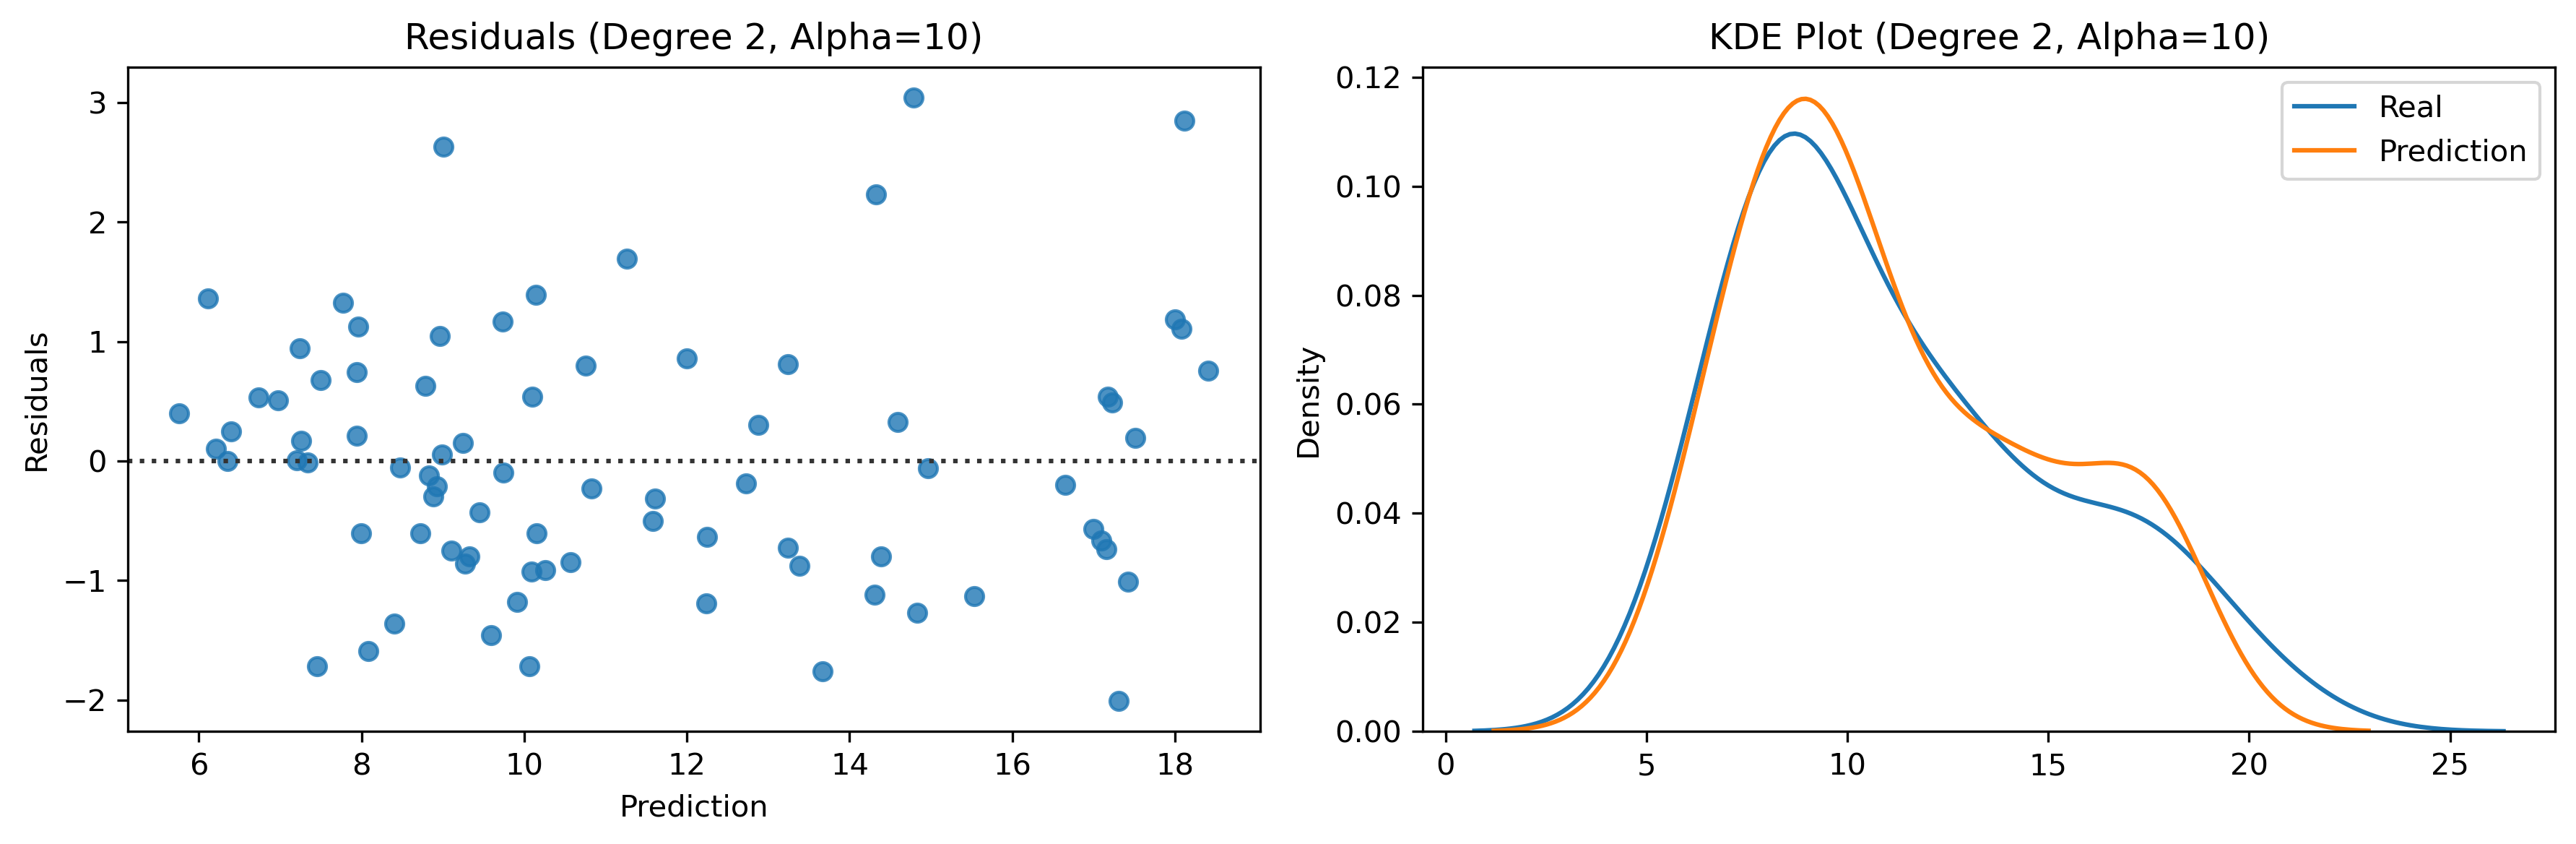 Residuals (Degree 2, Alpha=10)
3
2
1
0
−1
−2
Residuals
6 8 10 12 14 16 18
Prediction
KDE Plot (Degree 2, Alpha=10)
0.12
0.10
0.08
0.06
0.04
0.02
0.00
Density
0 5 10 15 20 25
Real
Prediction